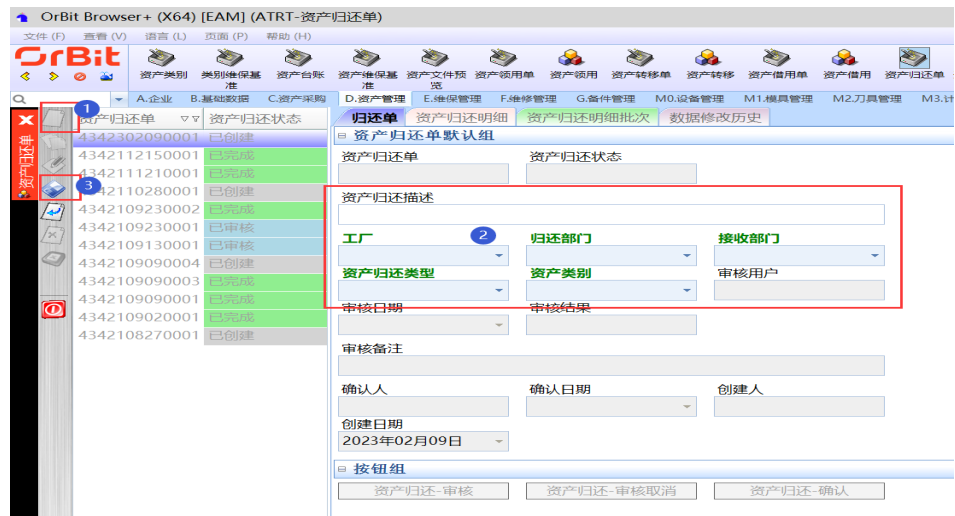 OrBit Browser+ (X64) [EAM] (ATRT-资产归还单)
文件 (F) 查看 (V) 语言 (L) 页面 (P) 帮助 (H)
OrBit
资产类别 类别维保基准 资产台账 资产维保基准 资产文件预览 资产领用单 资产领用 资产转移单 资产转移 资产借用单 资产借用 资产归还单
A.企业 B.基础数据 C.资产采购 D.资产管理 E.维保管理 F.维修管理 G.备件管理 M0.设备管理 M1.模具管理 M2.刀具管理 M3.计
资产归还单
1
3
资产归还单 资产归还状态
4342302090001 已创建
4342112150001 已完成
4342111210001 已完成
4342110280001 已创建
4342109230002 已完成
4342109230001 已审核
4342109130001 已审核
4342109090004 已创建
4342109090003 已完成
4342109090001 已完成
4342109020001 已完成
4342108270001 已创建
归还单 资产归还明细 资产归还明细批次 数据修改历史
资产归还单默认组
资产归还单 资产归还状态
资产归还描述
2
工厂 归还部门 接收部门
资产归还类型 资产类别 审核用户
审核日期 审核结果
审核备注
确认人 确认日期 创建人
创建日期
2023年02月09日
按钮组
资产归还-审核 资产归还-审核取消 资产归还-确认